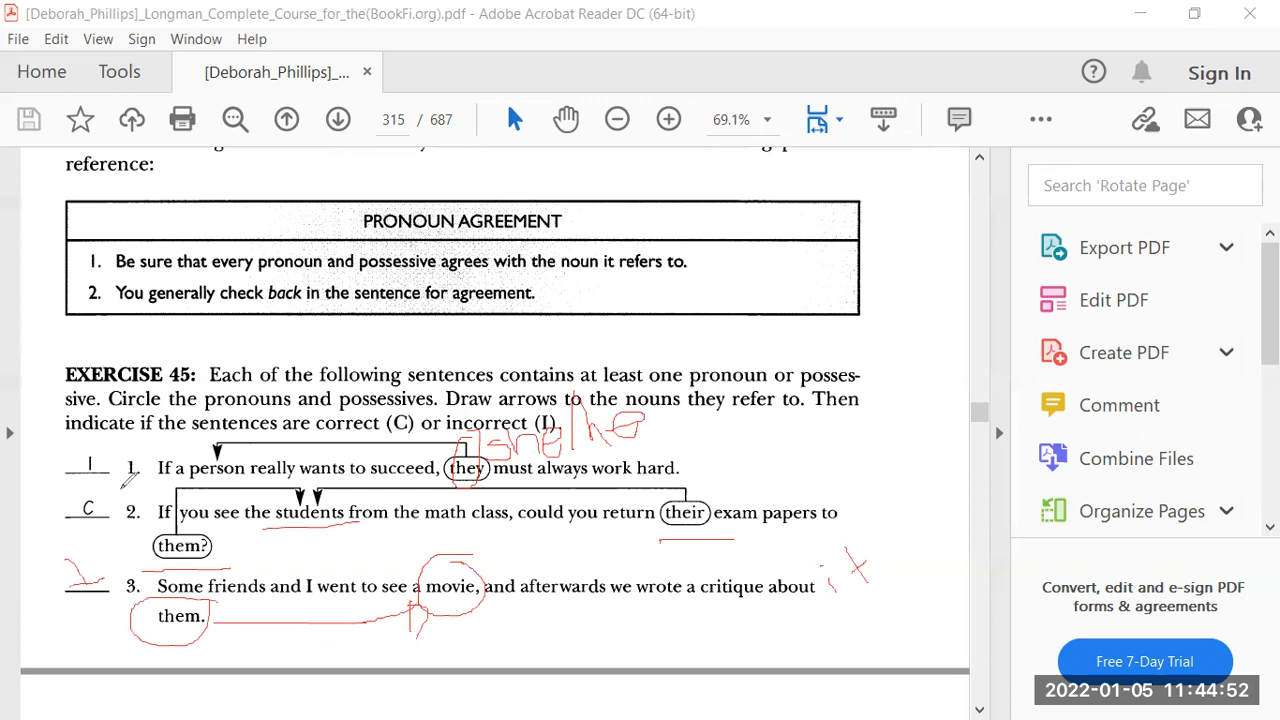 [Deborah_Phillips]_Longman_Complete_Course_for_the(BookFi.org).pdf - Adobe Acrobat Reader DC (64-bit)
File Edit View Sign Window Help
Home Tools [Deborah_Phillips]_... × Sign In
315 / 687 69.1%
reference:
PRONOUN AGREEMENT
1. Be sure that every pronoun and possessive agrees with the noun it refers to.
2. You generally check back in the sentence for agreement.
EXERCISE 45: Each of the following sentences contains at least one pronoun or posses-
sive. Circle the pronouns and possessives. Draw arrows to the nouns they refer to. Then
indicate if the sentences are correct (C) or incorrect (I).
she/he
I 1. If a person really wants to succeed, they must always work hard.
C 2. If you see the students from the math class, could you return their exam papers to
them?
3. Some friends and I went to see a movie, and afterwards we wrote a critique about it
them.
Search 'Rotate Page'
Export PDF
Edit PDF
Create PDF
Comment
Combine Files
Organize Pages
Convert, edit and e-sign PDF
forms & agreements
Free 7-Day Trial
2022-01-05 11:44:52